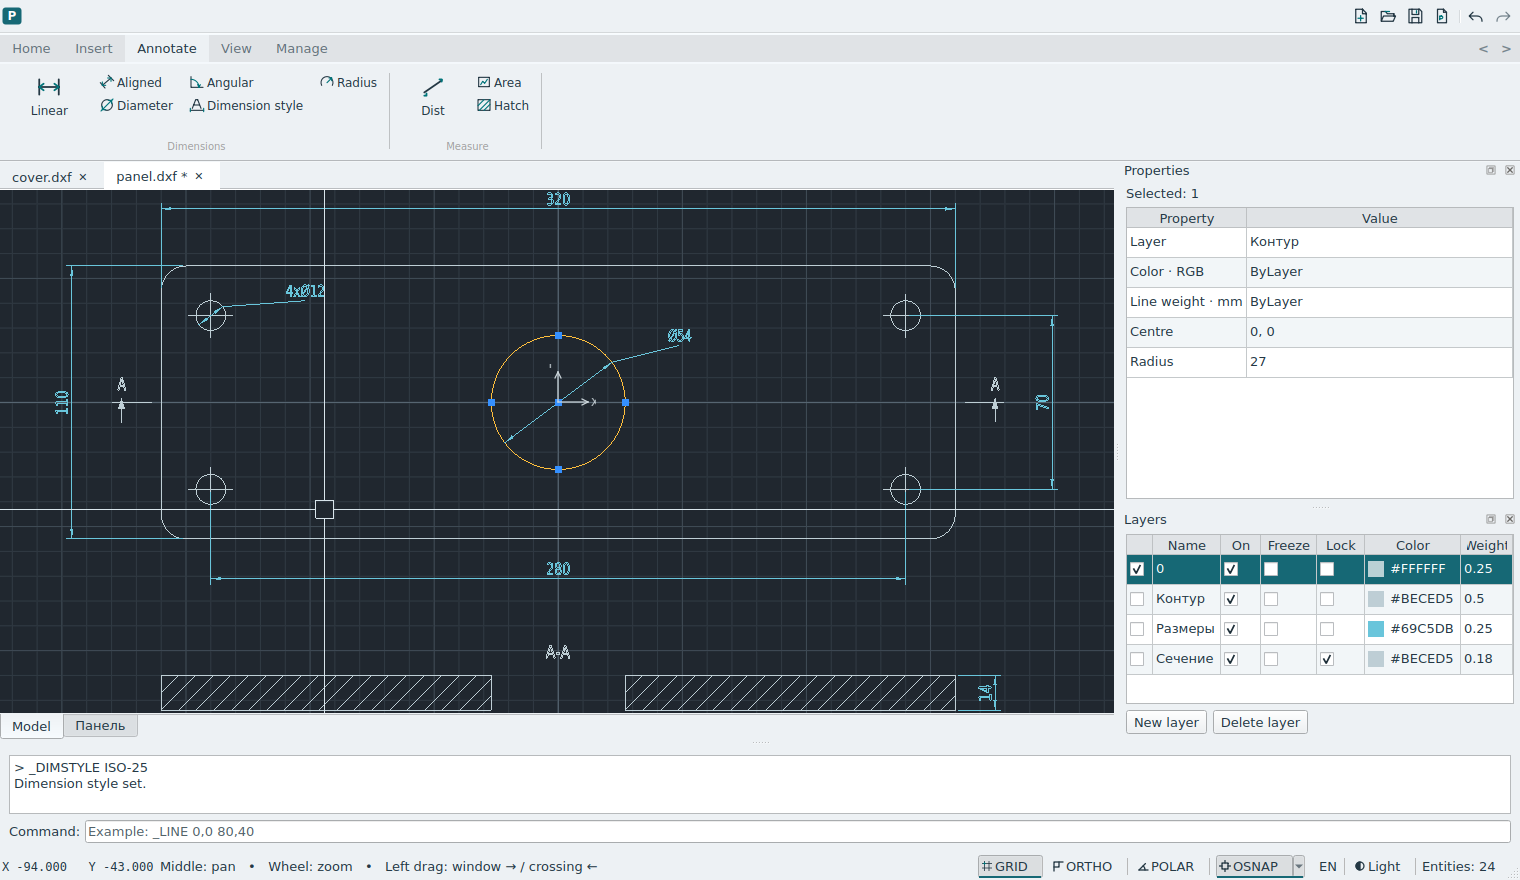 P
Home Insert Annotate View Manage < >
Linear
Aligned
Angular
Radius
Diameter
Dimension style
Dimensions
Dist
Area
Hatch
Measure
cover.dxf ×
panel.dxf * ×
320
4xØ12
Ø54
110
A
A
70
X
280
A-A
14
Model
Панель
Properties
Selected: 1
Property Value
Layer Контур
Color · RGB ByLayer
Line weight · mm ByLayer
Centre 0, 0
Radius 27
Layers
Name On Freeze Lock Color Weight
0 #FFFFFF 0.25
Контур #BECED5 0.5
Размеры #69C5DB 0.25
Сечение #BECED5 0.18
New layer
Delete layer
> _DIMSTYLE ISO-25
Dimension style set.
Command: Example: _LINE 0,0 80,40
X -94.000 Y -43.000 Middle: pan • Wheel: zoom • Left drag: window → / crossing ← GRID ORTHO POLAR OSNAP EN Light Entities: 24